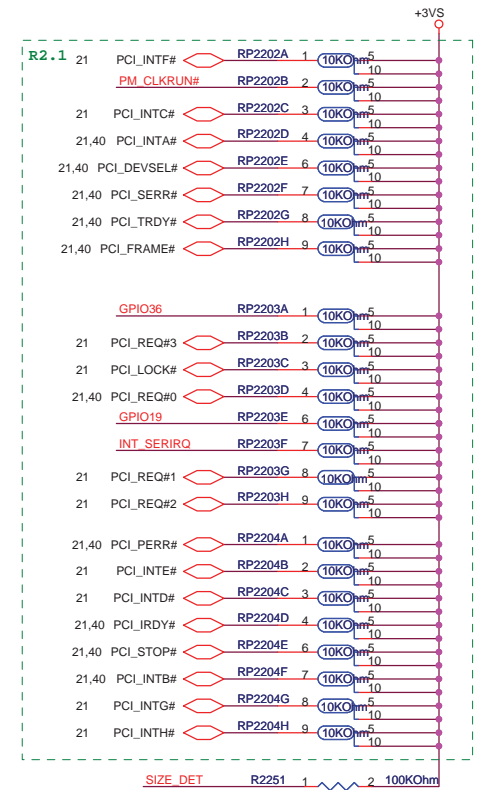 +3VS
R2.1
21 PCI_INTF# RP2202A 1 10KOhm 5
10
PM_CLKRUN# RP2202B 2 10KOhm 5
10
21 PCI_INTC# RP2202C 3 10KOhm 5
10
21,40 PCI_INTA# RP2202D 4 10KOhm 5
10
21,40 PCI_DEVSEL# RP2202E 6 10KOhm 5
10
21,40 PCI_SERR# RP2202F 7 10KOhm 5
10
21,40 PCI_TRDY# RP2202G 8 10KOhm 5
10
21,40 PCI_FRAME# RP2202H 9 10KOhm 5
10
GPIO36 RP2203A 1 10KOhm 5
10
21 PCI_REQ#3 RP2203B 2 10KOhm 5
10
21 PCI_LOCK# RP2203C 3 10KOhm 5
10
21,40 PCI_REQ#0 RP2203D 4 10KOhm 5
10
GPIO19 RP2203E 6 10KOhm 5
10
INT_SERIRQ RP2203F 7 10KOhm 5
10
21 PCI_REQ#1 RP2203G 8 10KOhm 5
10
21 PCI_REQ#2 RP2203H 9 10KOhm 5
10
21,40 PCI_PERR# RP2204A 1 10KOhm 5
10
21 PCI_INTE# RP2204B 2 10KOhm 5
10
21 PCI_INTD# RP2204C 3 10KOhm 5
10
21,40 PCI_IRDY# RP2204D 4 10KOhm 5
10
21,40 PCI_STOP# RP2204E 6 10KOhm 5
10
21,40 PCI_INTB# RP2204F 7 10KOhm 5
10
21 PCI_INTG# RP2204G 8 10KOhm 5
10
21 PCI_INTH# RP2204H 9 10KOhm 5
10
SIZE_DET R2251 1 2 100KOhm